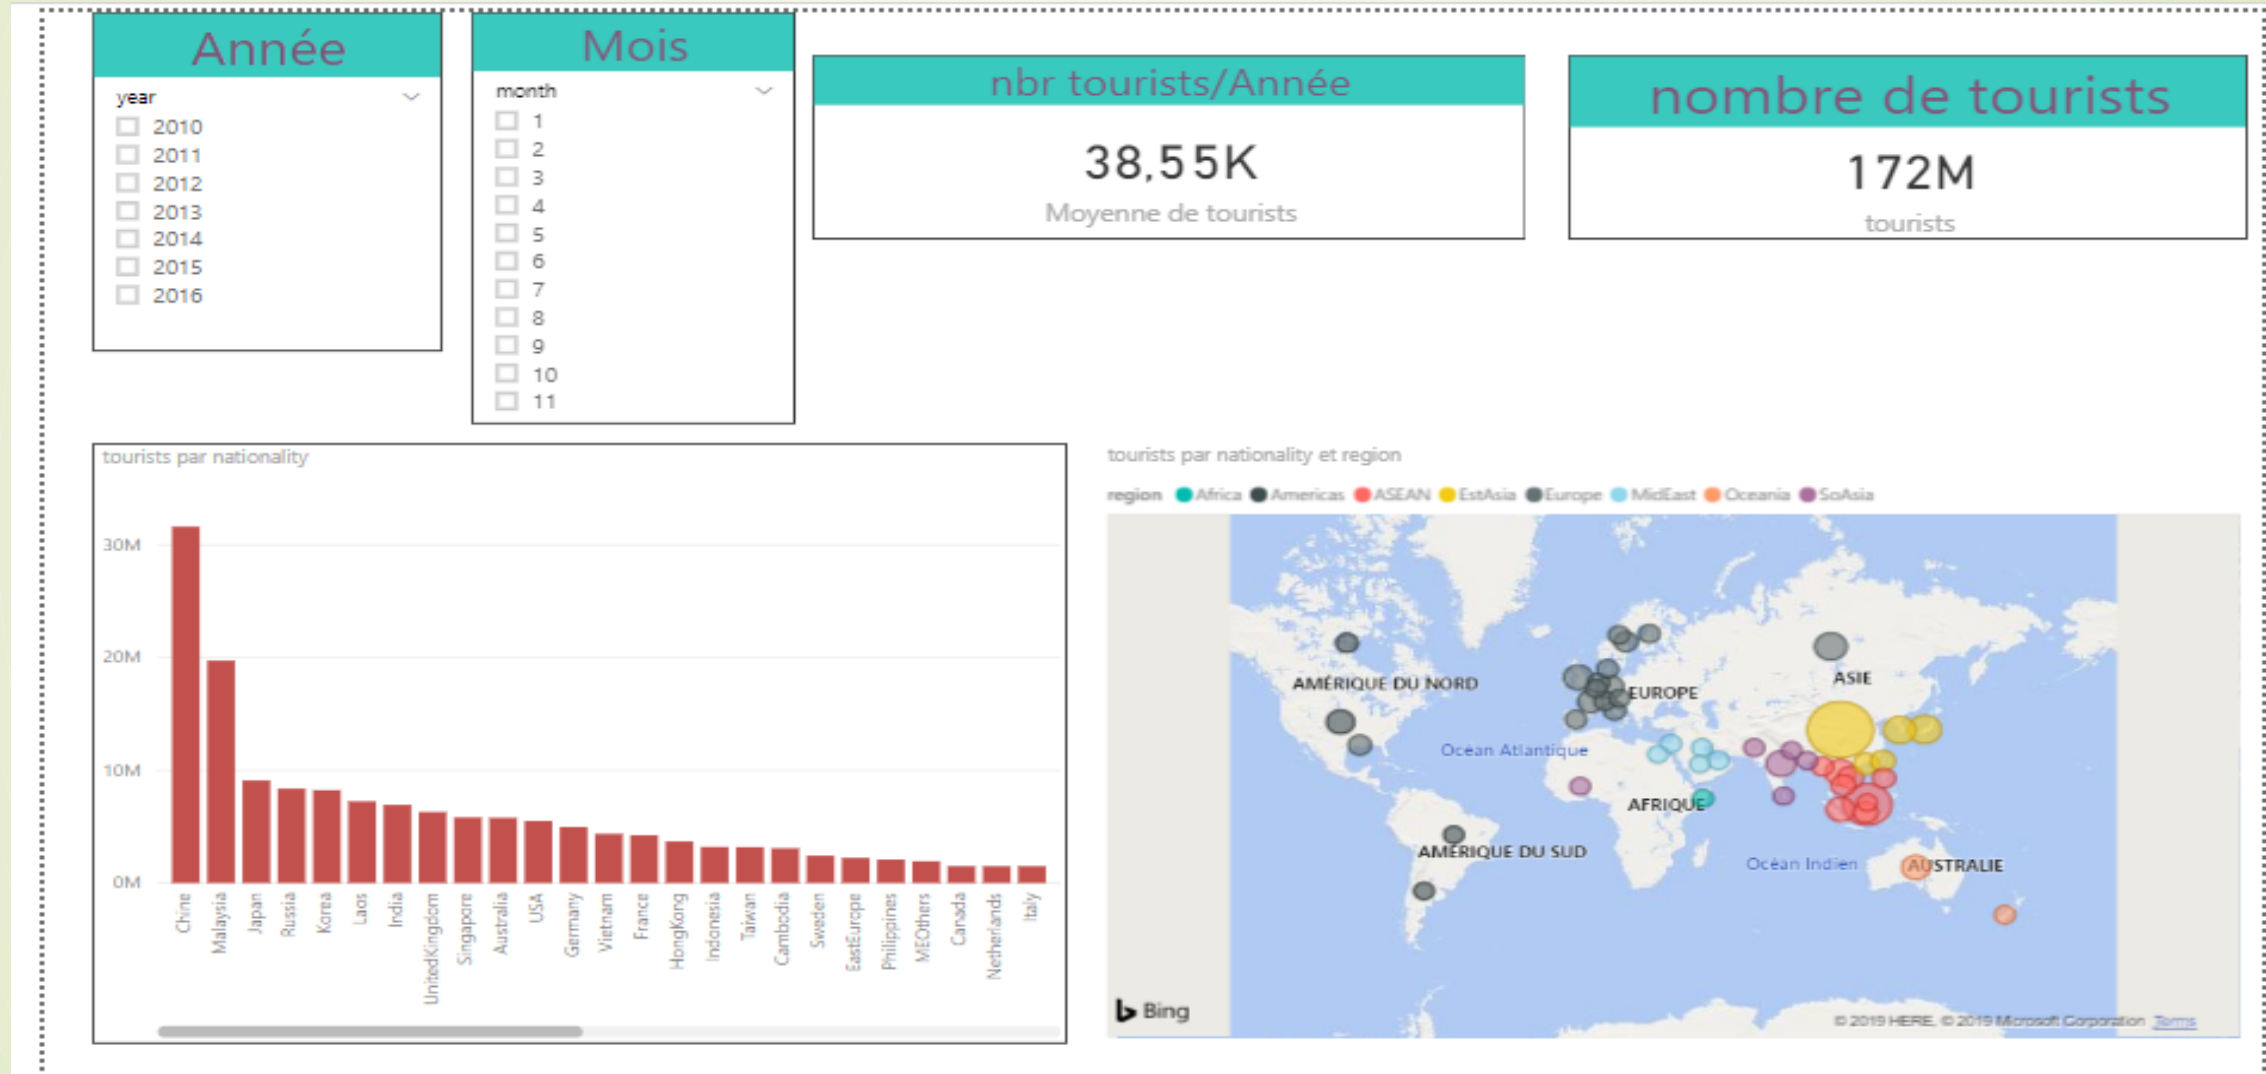 Année
year
2010
2011
2012
2013
2014
2015
2016
Mois
month
1
2
3
4
5
6
7
8
9
10
11
nbr tourists/Année
38,55K
Moyenne de tourists
nombre de tourists
172M
tourists
tourists par nationality
30M
20M
10M
0M
Chine
Malaysia
Japan
Russia
Korea
Laos
India
UnitedKingdom
Singapore
Australia
USA
Germany
Vietnam
France
HongKong
Indonesia
Taiwan
Cambodia
Sweden
EastEurope
Philippines
MEOthers
Canada
Netherlands
Italy
tourists par nationality et region
region Africa Americas ASEAN EstAsia Europe MidEast Oceania SoAsia
AMÉRIQUE DU NORD
EUROPE
ASIE
Océan Atlantique
AFRIQUE
AMÉRIQUE DU SUD
Océan Indien
AUSTRALIE
Bing
© 2019 HERE, © 2019 Microsoft Corporation Terms